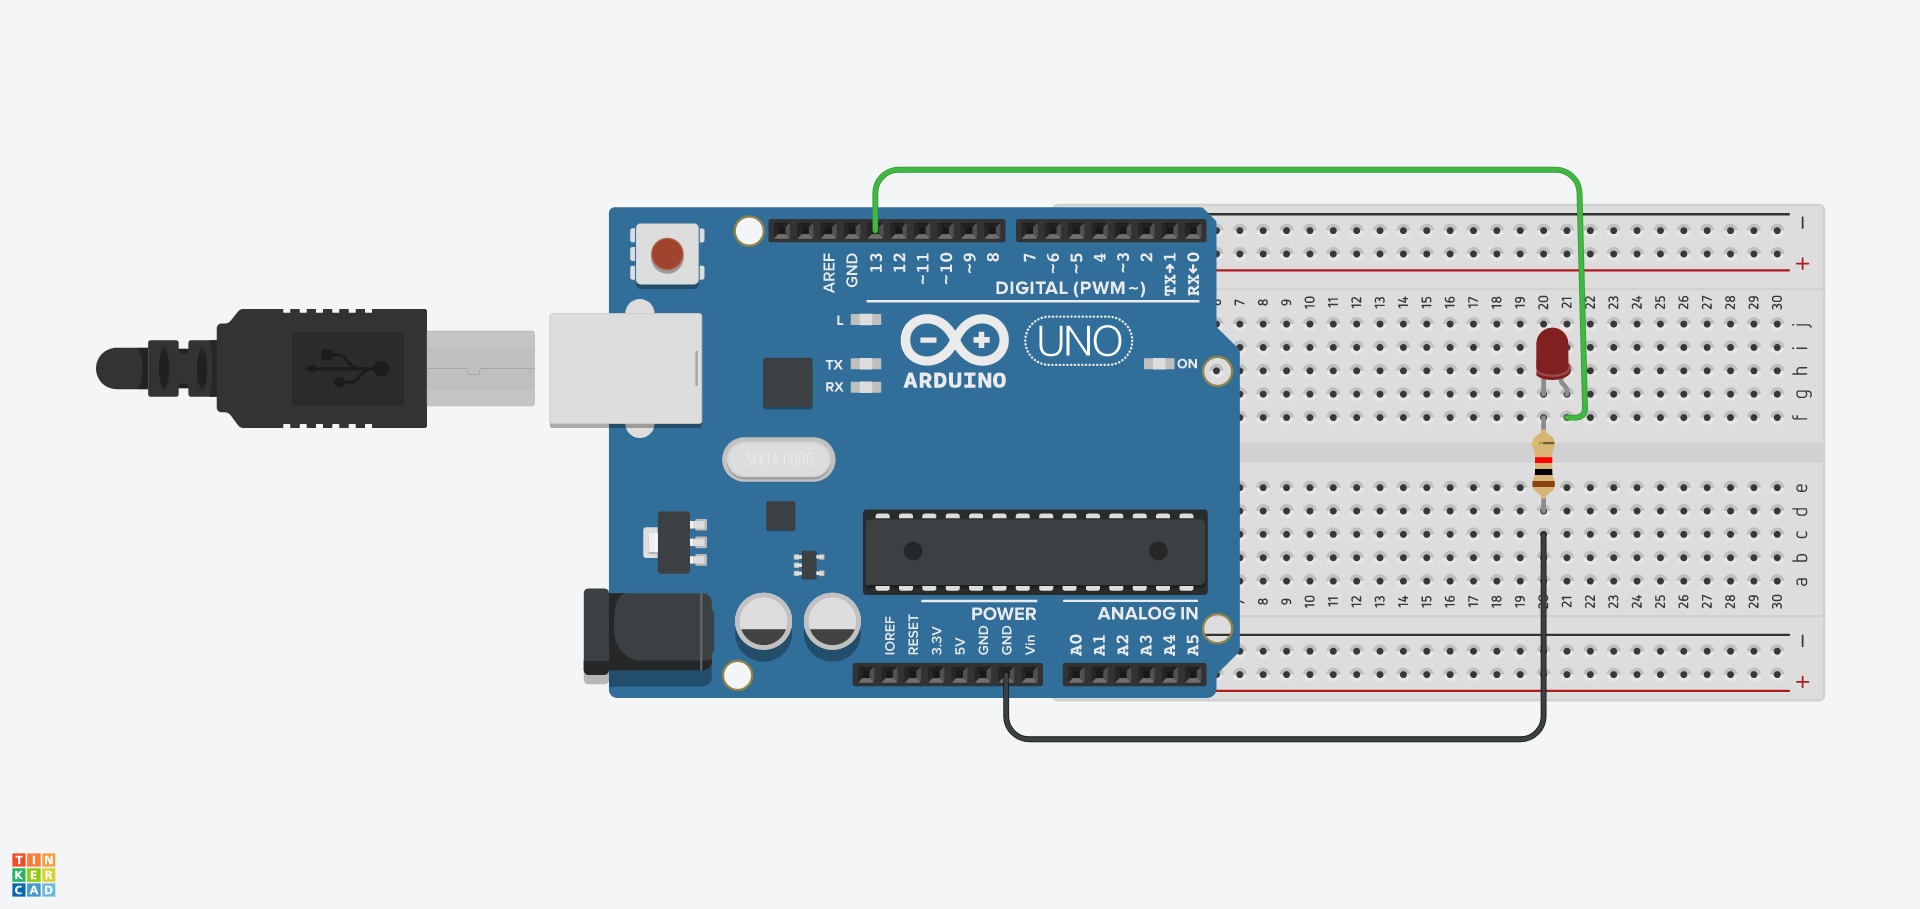 AREF GND 13 12 ~11 ~10 ~9 8 7 ~6 ~5 4 ~3 2 TX→1 RX←0
DIGITAL (PWM~)
L
TX
RX
ARDUINO
UNO
ON
SPK16.000G
POWER
ANALOG IN
IOREF RESET 3.3V 5V GND GND Vin A0 A1 A2 A3 A4 A5
−
+
6 7 8 9 10 11 12 13 14 15 16 17 18 19 20 21 22 23 24 25 26 27 28 29 30
j
i
h
g
f
e
d
c
b
a
7 8 9 10 11 12 13 14 15 16 17 18 19 20 21 22 23 24 25 26 27 28 29 30
−
+
TIN
KER
CAD